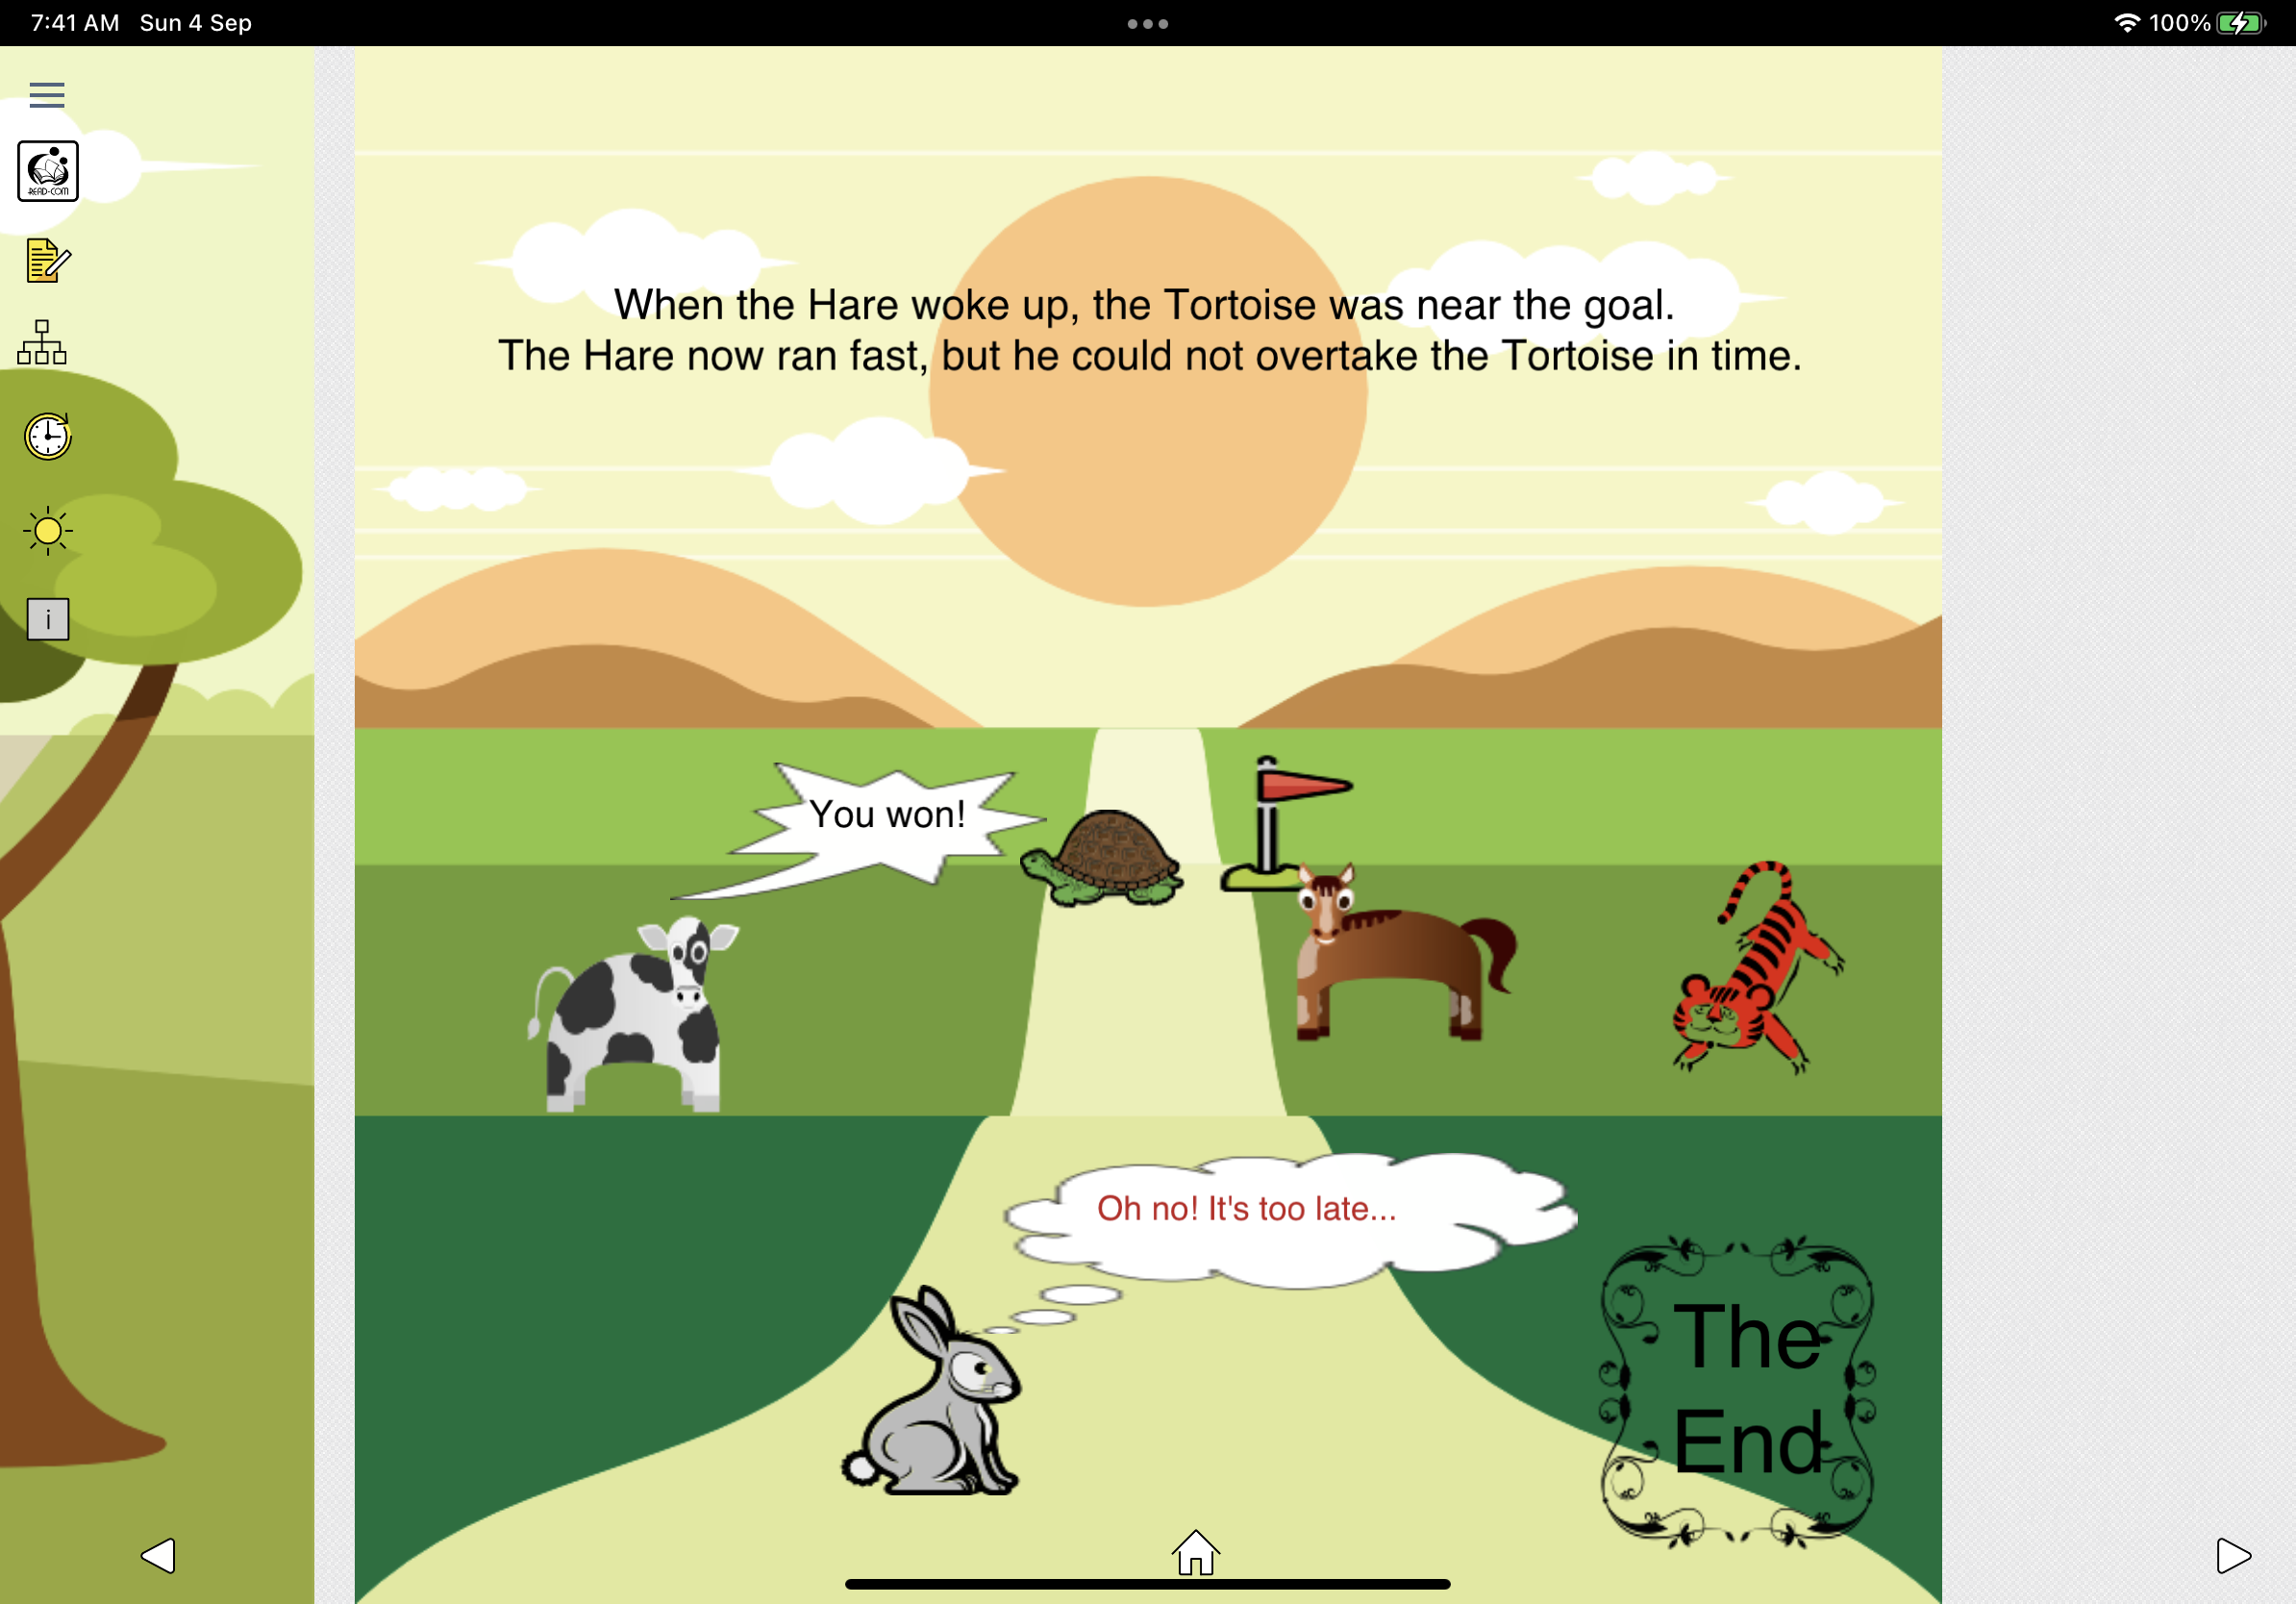 7:41 AM Sun 4 Sep
100%
READ-COM
i
When the Hare woke up, the Tortoise was near the goal.
The Hare now ran fast, but he could not overtake the Tortoise in time.
You won!
Oh no! It's too late...
The
End